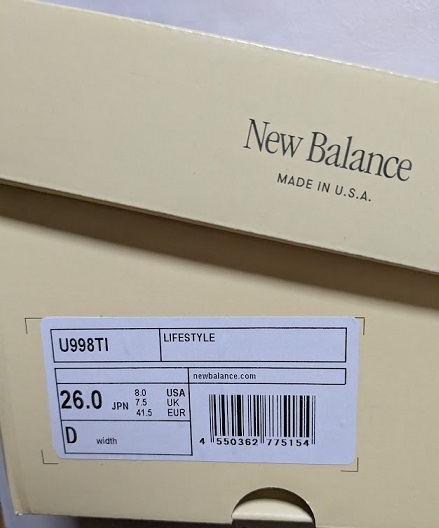 New Balance
MADE IN U.S.A.
U998TI
LIFESTYLE
newbalance.com
26.0 JPN
8.0 USA
7.5 UK
41.5 EUR
D width
4 550362 775154